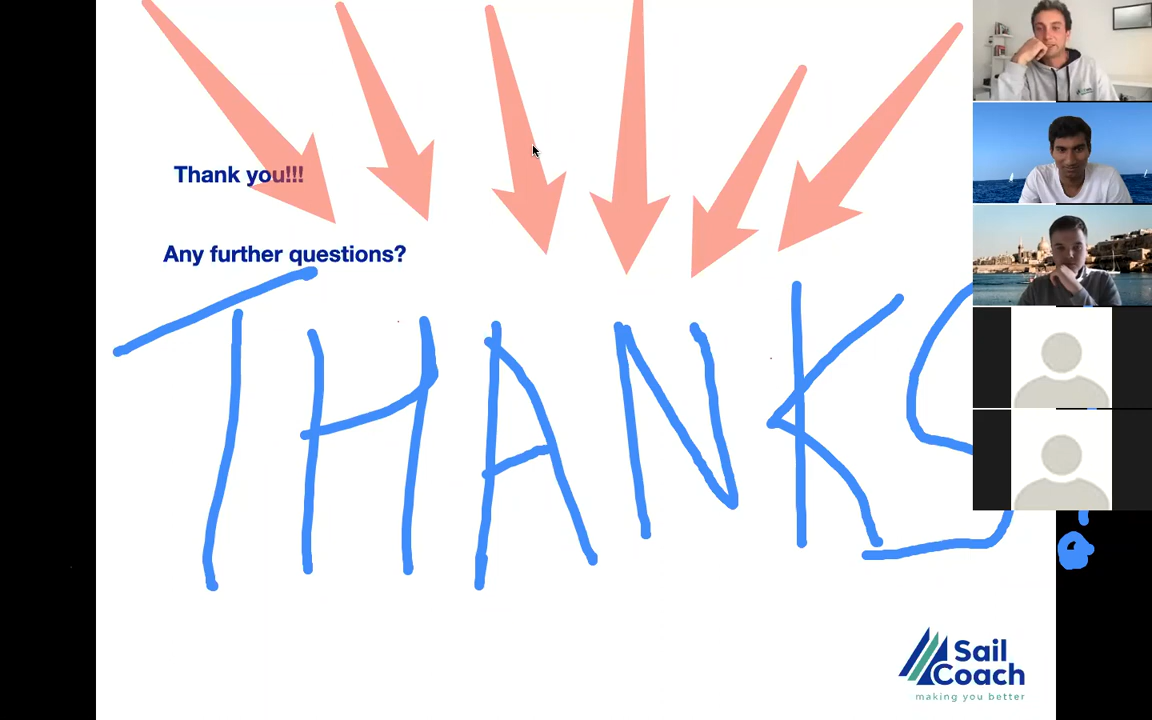 Thank you!!!
Any further questions?
THANKS
Sail
Coach
making you better